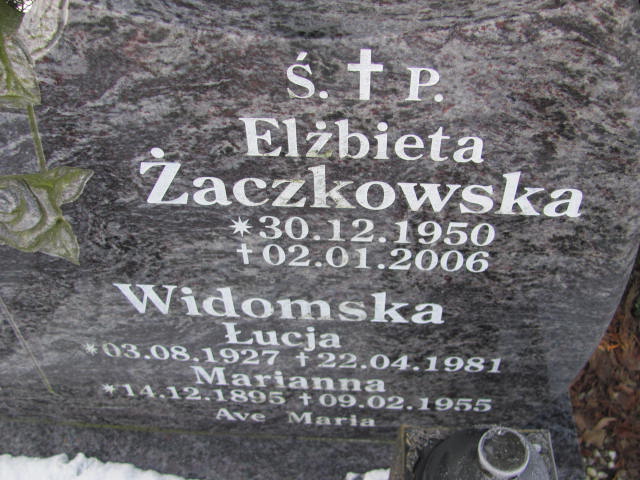 Ś. † P.
Elżbieta
Żaczkowska
*30.12.1950
†02.01.2006
Widomska
Łucja
*03.08.1927 †22.04.1981
Marianna
*14.12.1895 †09.02.1955
Ave Maria